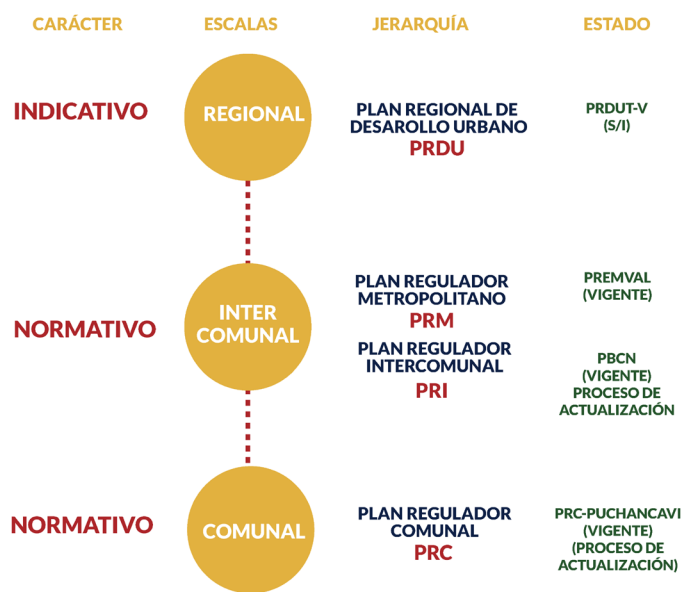 CARÁCTER ESCALAS JERARQUÍA ESTADO
INDICATIVO
REGIONAL
PLAN REGIONAL DE
DESAROLLO URBANO
PRDU
PRDUT-V
(S/I)
NORMATIVO
INTER
COMUNAL
PLAN REGULADOR
METROPOLITANO
PRM
PLAN REGULADOR
INTERCOMUNAL
PRI
PREMVAL
(VIGENTE)
PBCN
(VIGENTE)
PROCESO DE
ACTUALIZACIÓN
NORMATIVO
COMUNAL
PLAN REGULADOR
COMUNAL
PRC
PRC-PUCHANCAVI
(VIGENTE)
(PROCESO DE
ACTUALIZACIÓN)